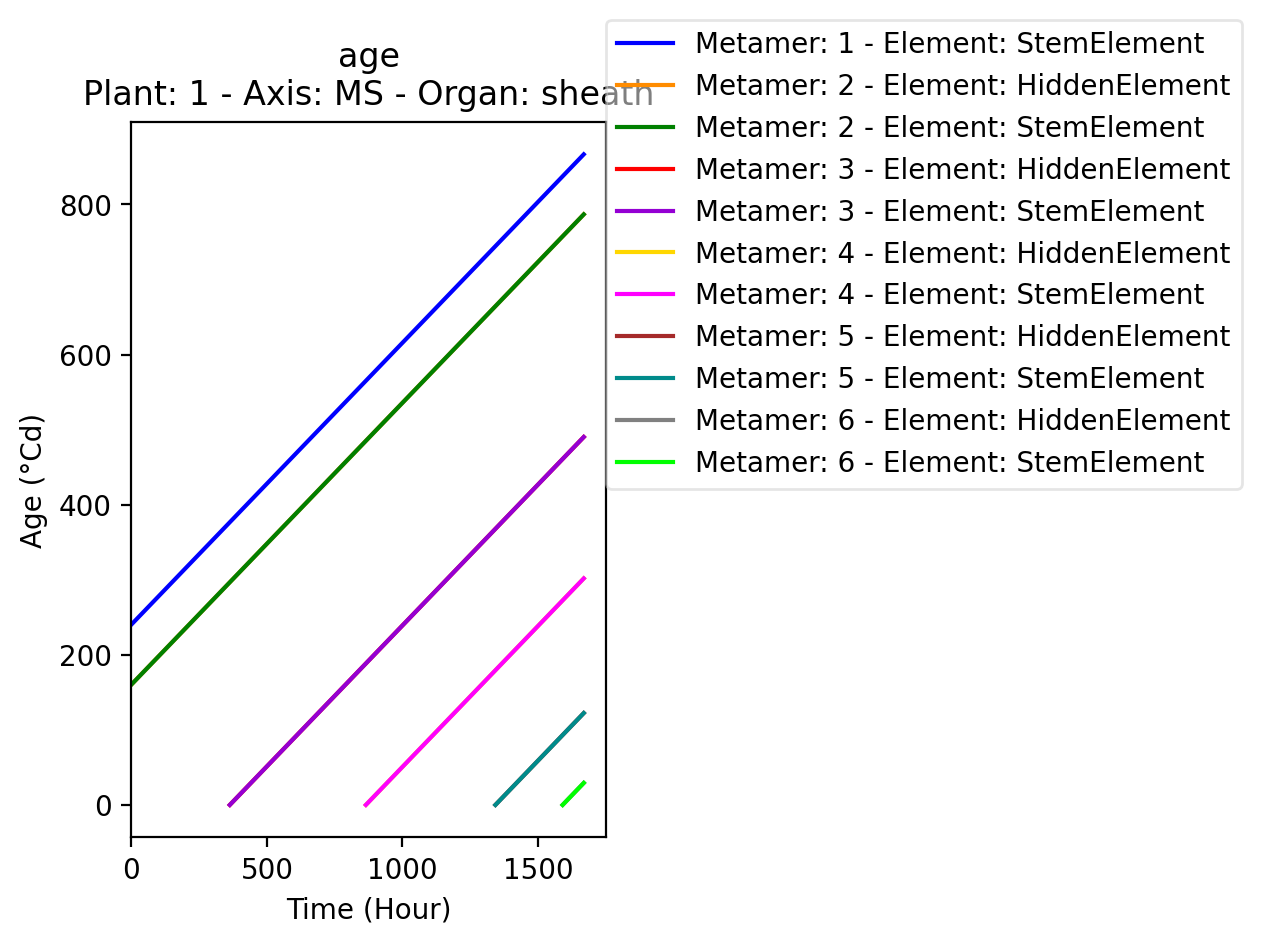 age
Plant: 1 - Axis: MS - Organ: sheath
Metamer: 1 - Element: StemElement
Metamer: 2 - Element: HiddenElement
Metamer: 2 - Element: StemElement
Metamer: 3 - Element: HiddenElement
Metamer: 3 - Element: StemElement
Metamer: 4 - Element: HiddenElement
Metamer: 4 - Element: StemElement
Metamer: 5 - Element: HiddenElement
Metamer: 5 - Element: StemElement
Metamer: 6 - Element: HiddenElement
Metamer: 6 - Element: StemElement
Age (°Cd)
800
600
400
200
0
0 500 1000 1500
Time (Hour)